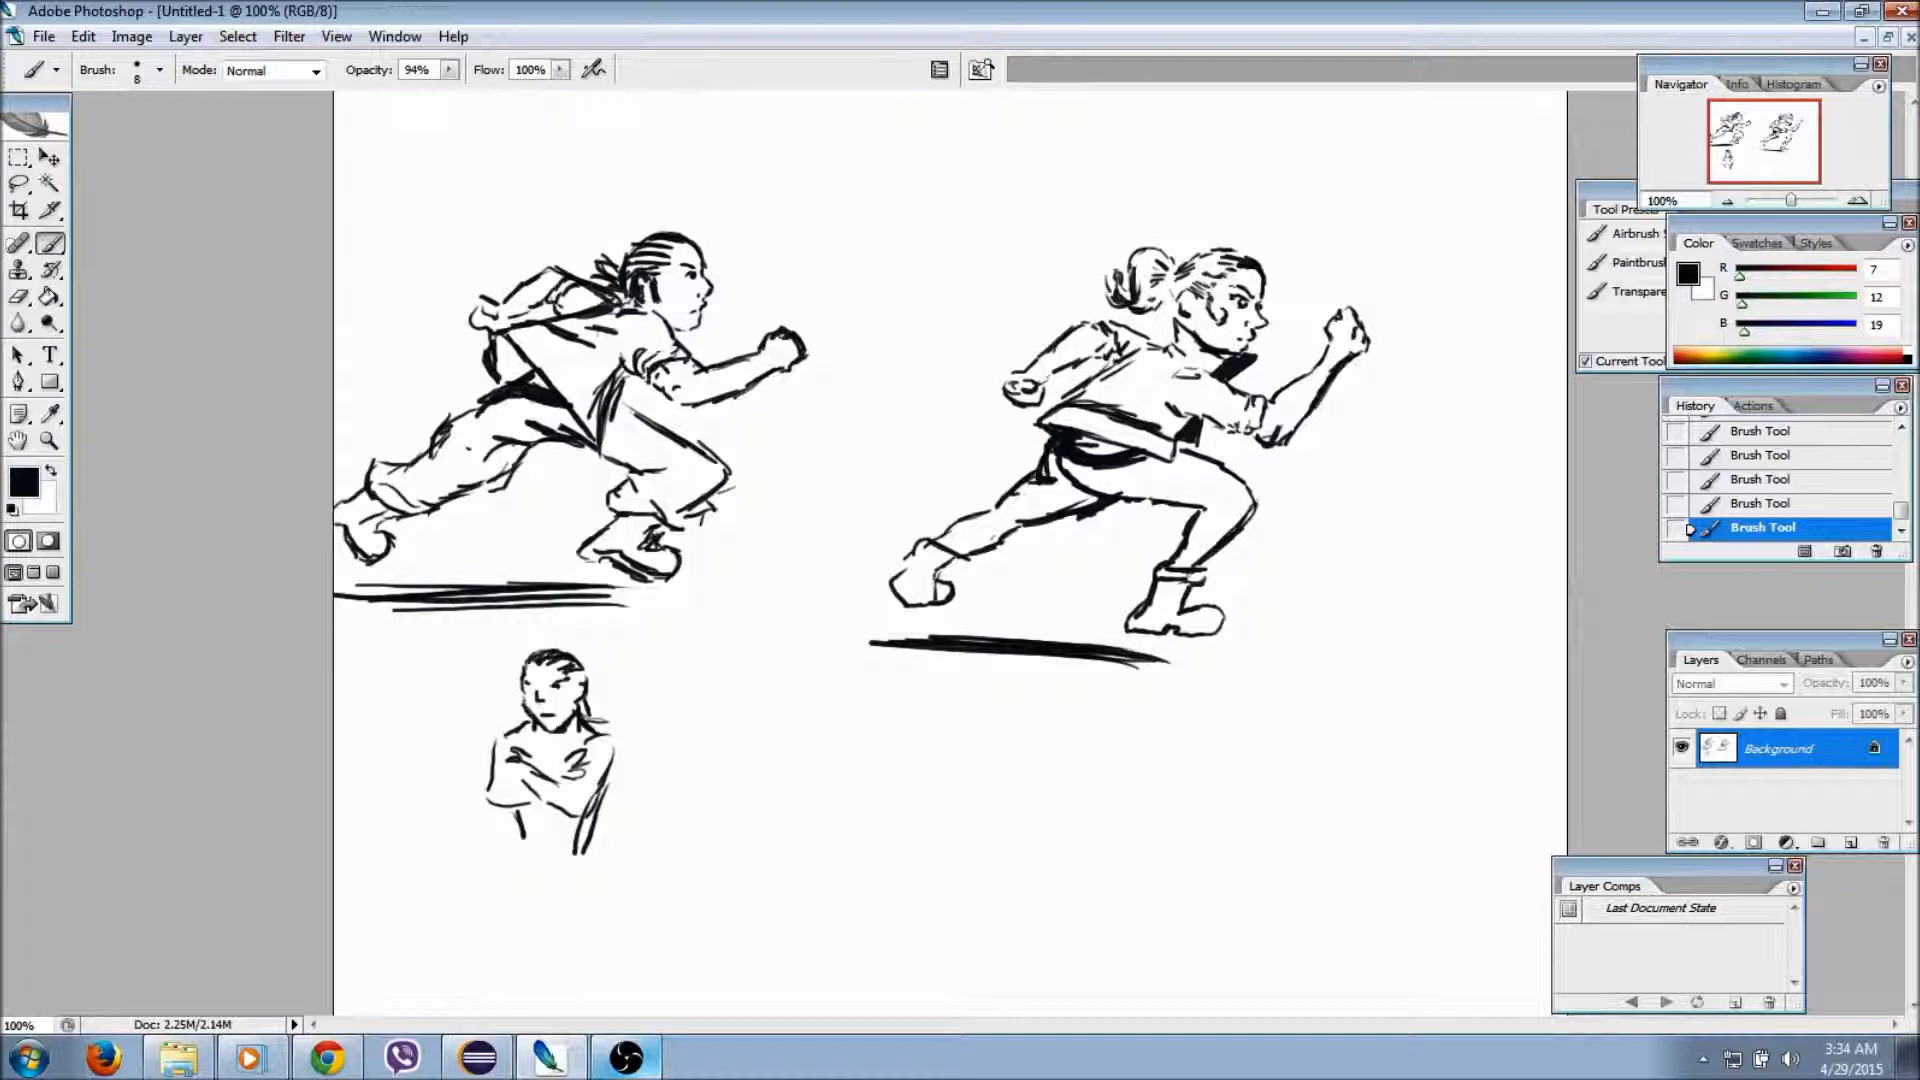 Adobe Photoshop - [Untitled-1 @ 100% (RGB/8)]
File Edit Image Layer Select Filter View Window Help
Brush: 8 Mode: Normal Opacity: 94% Flow: 100%
Navigator Info Histogram
100%
Tool Prese
Airbrush S
Paintbrus
Transpare
Current Tool
Color Swatches Styles
R 7
G 12
B 19
History Actions
Brush Tool
Brush Tool
Brush Tool
Brush Tool
Brush Tool
Layers Channels Paths
Normal Opacity: 100%
Lock: Fill: 100%
Background
Layer Comps
Last Document State
100% Doc: 2.25M/2.14M
3:34 AM
4/29/2015